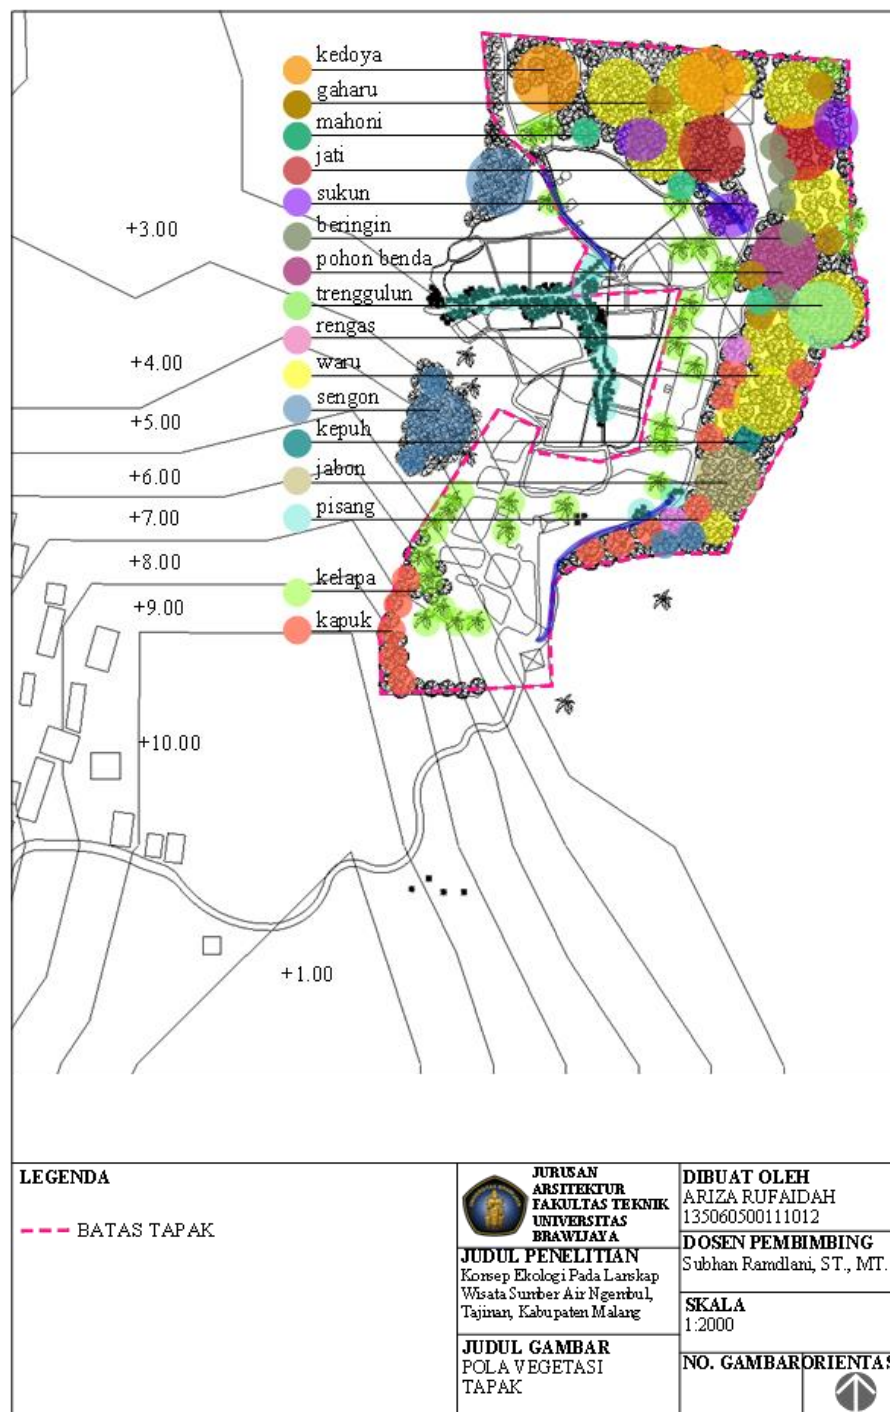 kedoya
gaharu
mahoni
jati
sukun
beringin
pohon benda
trenggulun
rengas
waru
sengon
kepuh
jabon
pisang
kelapa
kapuk
+3.00
+4.00
+5.00
+6.00
+7.00
+8.00
+9.00
+10.00
+1.00
LEGENDA
BATAS TAPAK
JURUSAN
ARSITEKTUR
FAKULTAS TEKNIK
UNIVERSITAS
BRAWIJAYA
JUDUL PENELITIAN
Konsep Ekologi Pada Lanskap
Wisata Sumber Air Ngembul,
Tajinan, Kabupaten Malang
JUDUL GAMBAR
POLA VEGETASI
TAPAK
DIBUAT OLEH
ARIZA RUFAIDAH
135060500111012
DOSEN PEMBIMBING
Subhan Ramdlani, ST., MT.
SKALA
1:2000
NO. GAMBAR
ORIENTAS